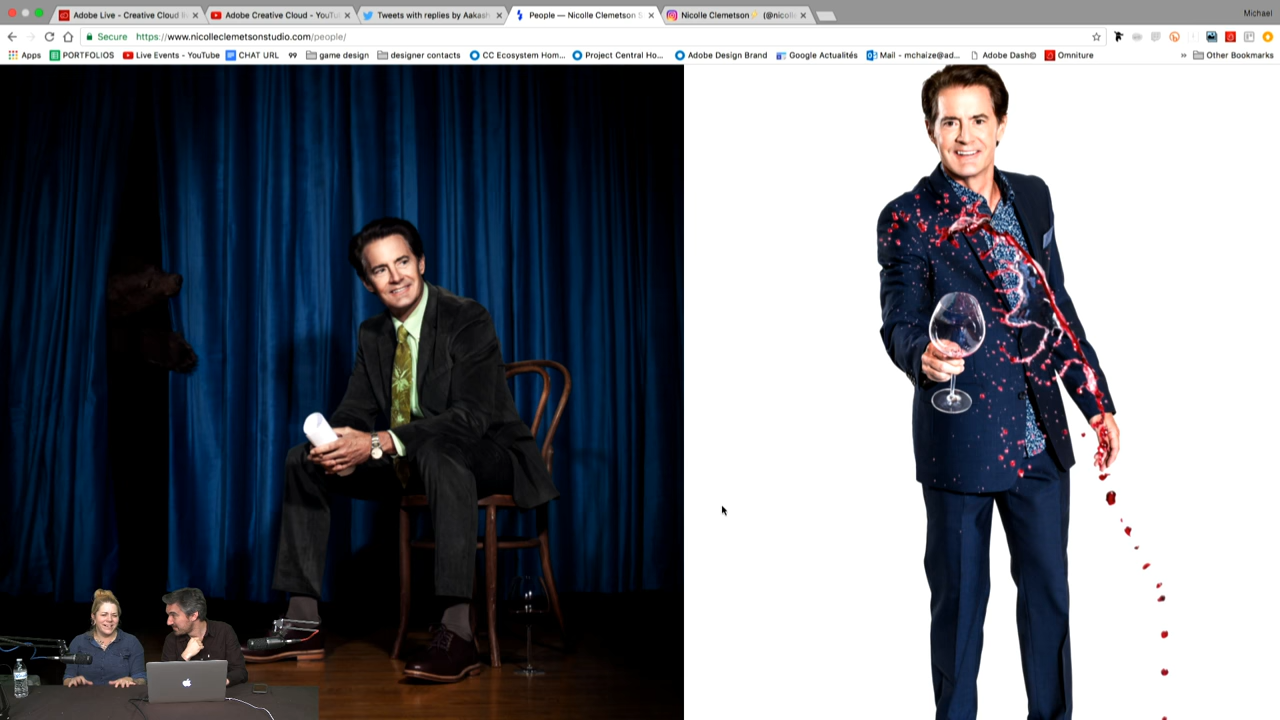 Adobe Live - Creative Cloud B
Adobe Creative Cloud - YouTu
Tweets with replies by Aakash
People — Nicolle Clemetson S
Nicolle Clemetson (@nicolle
Michael
Secure https://www.nicolleclemetsonstudio.com/people/
Apps PORTFOLIOS Live Events - YouTube CHAT URL game design designer contacts CC Ecosystem Hom... Project Central Ho... Adobe Design Brand Google Actualités Mail - mchaize@ad... Adobe Dash© Omniture » Other Bookmarks